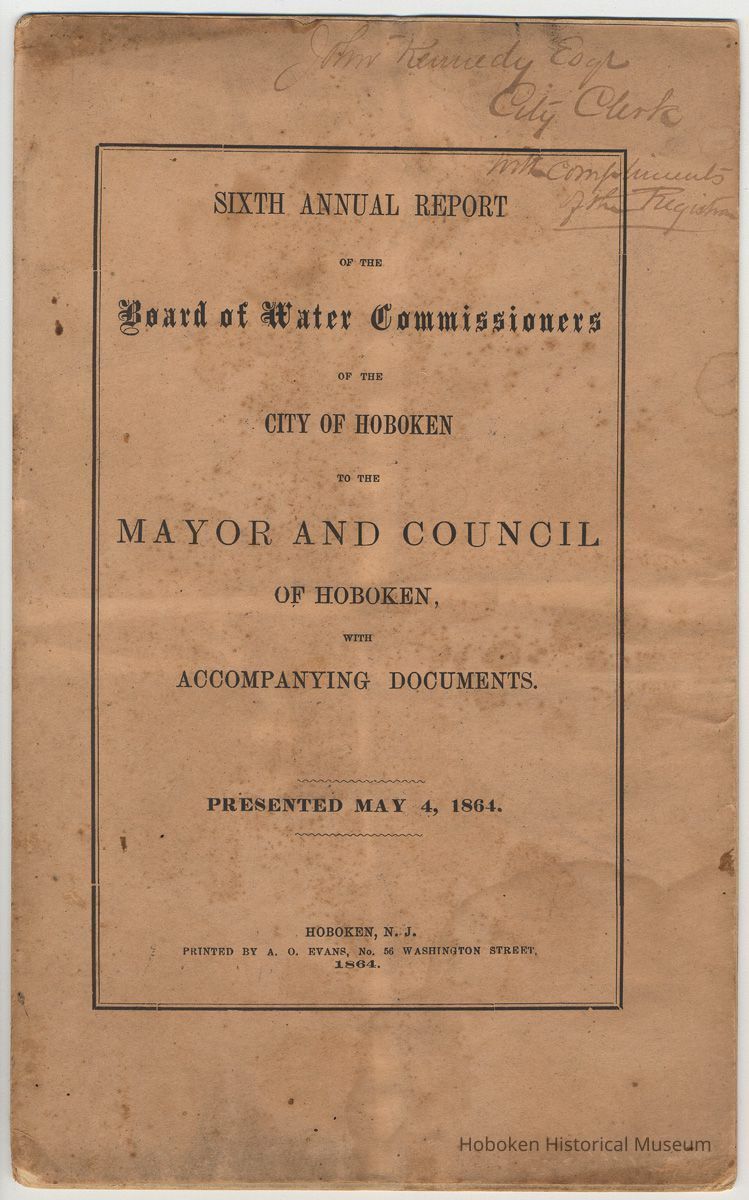 John Kennedy Esqr
City Clerk
with compliments
of the Registrar
SIXTH ANNUAL REPORT
OF THE
Board of Water Commissioners
OF THE
CITY OF HOBOKEN
TO THE
MAYOR AND COUNCIL
OF HOBOKEN,
WITH
ACCOMPANYING DOCUMENTS.
PRESENTED MAY 4, 1864.
HOBOKEN, N. J.
PRINTED BY A. O. EVANS, No. 56 WASHINGTON STREET,
1864.
Hoboken Historical Museum